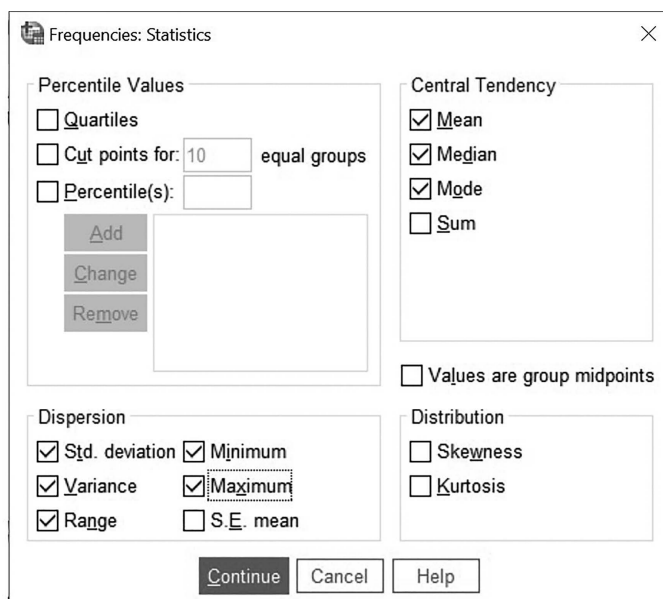 Frequencies: Statistics
Percentile Values
Quartiles
Cut points for: 10 equal groups
Percentile(s):
Add
Change
Remove
Central Tendency
Mean
Median
Mode
Sum
Values are group midpoints
Dispersion
Std. deviation Minimum
Variance Maximum
Range S.E. mean
Distribution
Skewness
Kurtosis
Continue Cancel Help